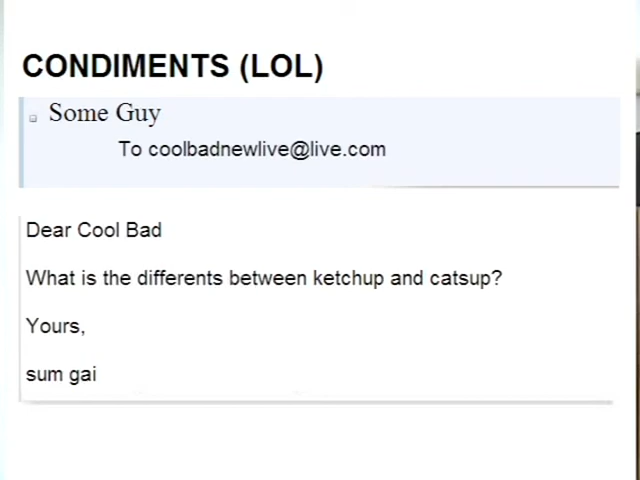 CONDIMENTS (LOL)
Some Guy
To coolbadnewlive@live.com
Dear Cool Bad
What is the differents between ketchup and catsup?
Yours,
sum gai